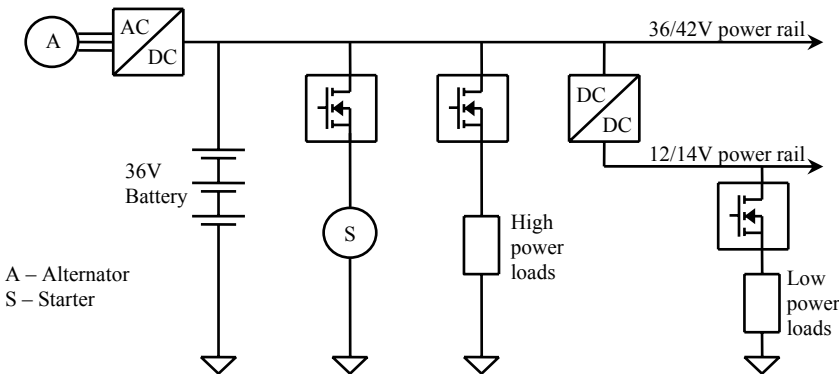 A
AC
DC
36/42V power rail
DC
DC
12/14V power rail
36V
Battery
S
High
power
loads
A – Alternator
S – Starter
Low
power
loads